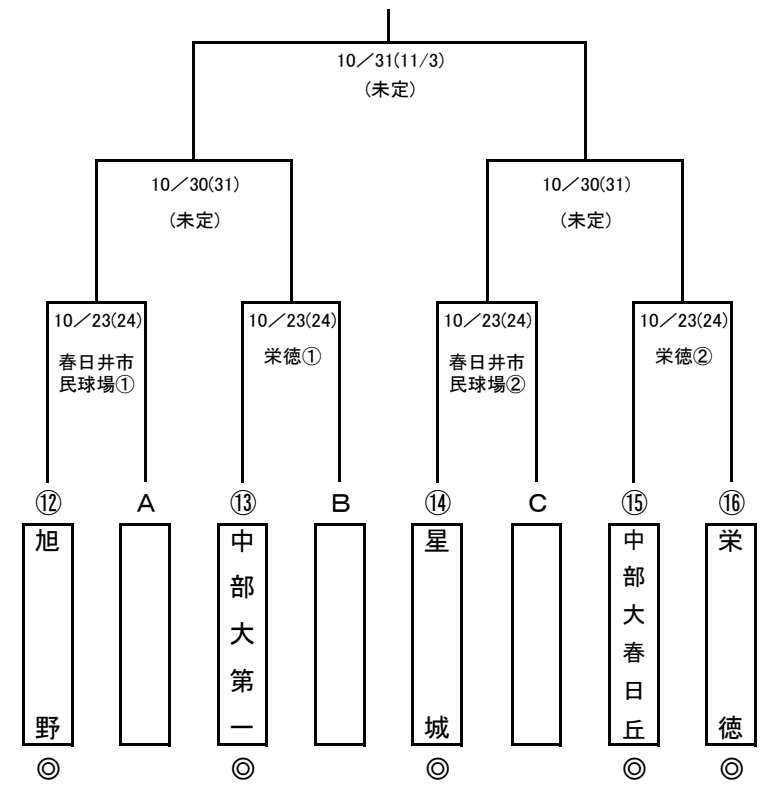 10／31(11/3)
(未定)
10／30(31)
(未定)
10／30(31)
(未定)
10／23(24)
春日井市
民球場①
10／23(24)
栄徳①
10／23(24)
春日井市
民球場②
10／23(24)
栄徳②
⑫
A
⑬
B
⑭
C
⑮
⑯
旭野
中部大第一
星城
中部大春日丘
栄徳
◎
◎
◎
◎
◎